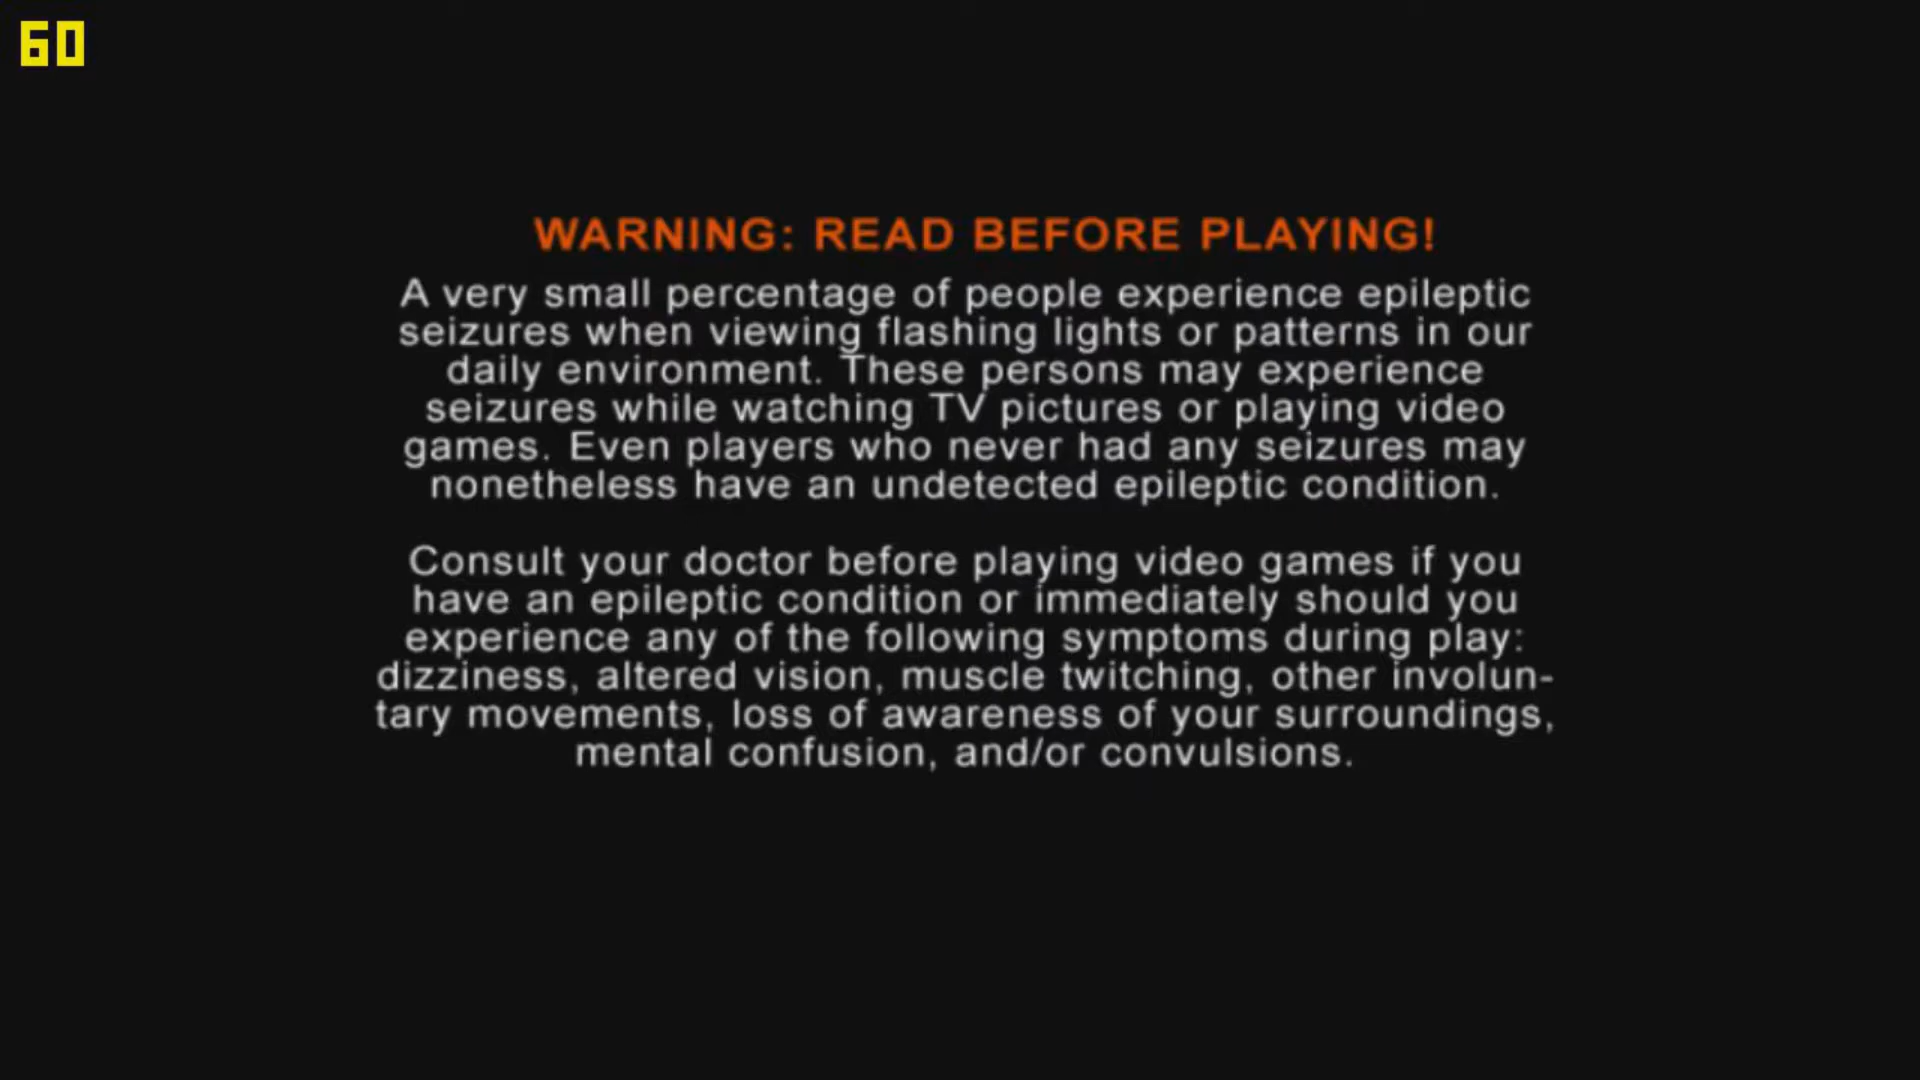 60
WARNING: READ BEFORE PLAYING!
A very small percentage of people experience epileptic
seizures when viewing flashing lights or patterns in our
daily environment. These persons may experience
seizures while watching TV pictures or playing video
games. Even players who never had any seizures may
nonetheless have an undetected epileptic condition.
Consult your doctor before playing video games if you
have an epileptic condition or immediately should you
experience any of the following symptoms during play:
dizziness, altered vision, muscle twitching, other involun-
tary movements, loss of awareness of your surroundings,
mental confusion, and/or convulsions.